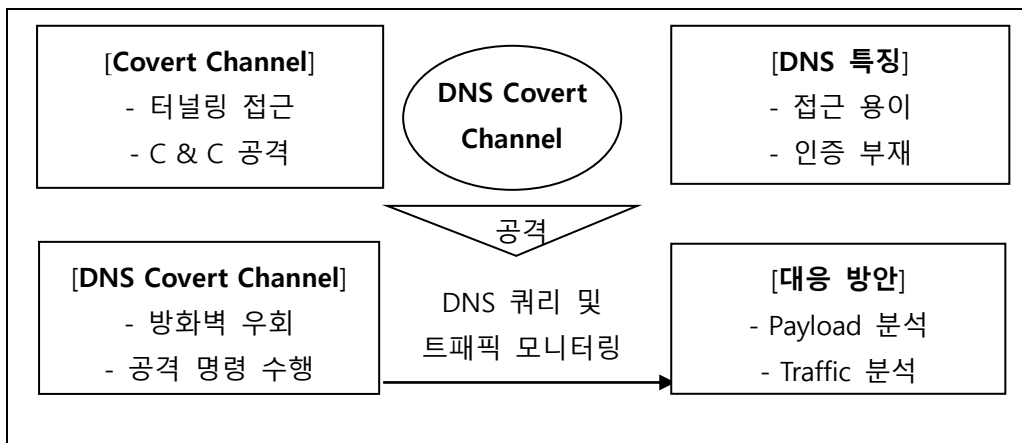 [Covert Channel]
- 터널링 접근
- C & C 공격
DNS Covert
Channel
[DNS 특징]
- 접근 용이
- 인증 부재
공격
[DNS Covert Channel]
- 방화벽 우회
- 공격 명령 수행
DNS 쿼리 및
트패픽 모니터링
[대응 방안]
- Payload 분석
- Traffic 분석